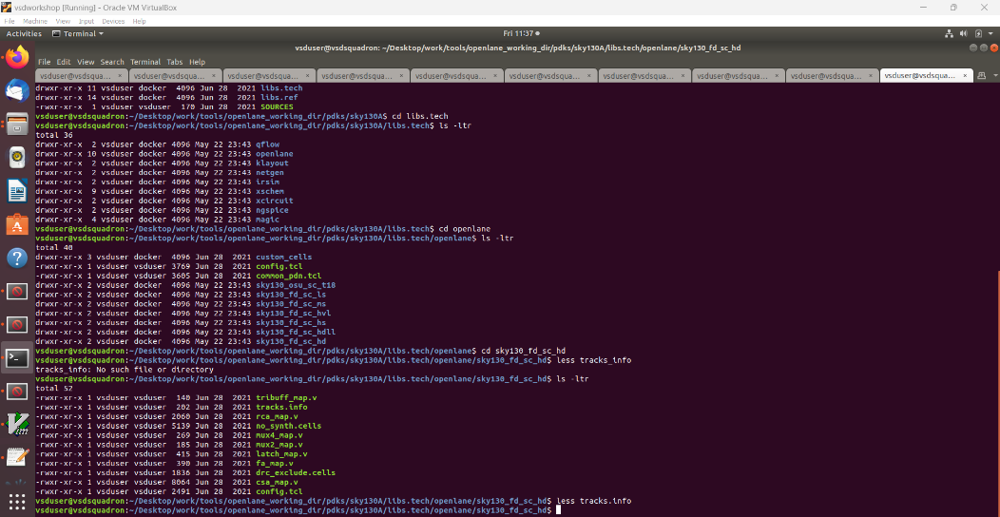 vsdworkshop [Running] - Oracle VM VirtualBox
File Machine View Input Devices Help
Activities Terminal Fri 11:37
vsduser@vsdsquadron: ~/Desktop/work/tools/openlane_working_dir/pdks/sky130A/libs.tech/openlane/sky130_fd_sc_hd
File Edit View Search Terminal Tabs Help
vsduser@vsdsqua... × vsduser@vsdsqua... × vsduser@vsdsqua... × vsduser@vsdsqua... × vsduser@vsdsqua... × vsduser@vsdsqua... × vsduser@vsdsqua... × vsduser@vsdsqua... × vsduser@vsdsqua... × vsduser@vsdsqua... ×
drwxr-xr-x 11 vsduser docker 4096 Jun 28 2021 libs.tech
drwxr-xr-x 14 vsduser docker 4096 Jun 28 2021 libs.ref
-rwxr-xr-x 1 vsduser vsduser 170 Jun 28 2021 SOURCES
vsduser@vsdsquadron:~/Desktop/work/tools/openlane_working_dir/pdks/sky130A$ cd libs.tech
vsduser@vsdsquadron:~/Desktop/work/tools/openlane_working_dir/pdks/sky130A/libs.tech$ ls -ltr
total 36
drwxr-xr-x 2 vsduser docker 4096 May 22 23:43 qflow
drwxr-xr-x 10 vsduser docker 4096 May 22 23:43 openlane
drwxr-xr-x 2 vsduser docker 4096 May 22 23:43 klayout
drwxr-xr-x 2 vsduser docker 4096 May 22 23:43 netgen
drwxr-xr-x 2 vsduser docker 4096 May 22 23:43 irsim
drwxr-xr-x 9 vsduser docker 4096 May 22 23:43 xschem
drwxr-xr-x 2 vsduser docker 4096 May 22 23:43 xcircuit
drwxr-xr-x 2 vsduser docker 4096 May 22 23:43 ngspice
drwxr-xr-x 4 vsduser docker 4096 May 22 23:43 magic
vsduser@vsdsquadron:~/Desktop/work/tools/openlane_working_dir/pdks/sky130A/libs.tech$ cd openlane
vsduser@vsdsquadron:~/Desktop/work/tools/openlane_working_dir/pdks/sky130A/libs.tech/openlane$ ls -ltr
total 40
drwxr-xr-x 3 vsduser docker 4096 Jun 28 2021 custom_cells
-rwxr-xr-x 1 vsduser vsduser 3769 Jun 28 2021 config.tcl
-rwxr-xr-x 1 vsduser vsduser 3605 Jun 28 2021 common_pdn.tcl
drwxr-xr-x 2 vsduser docker 4096 May 22 23:43 sky130_osu_sc_t18
drwxr-xr-x 2 vsduser docker 4096 May 22 23:43 sky130_fd_sc_ls
drwxr-xr-x 2 vsduser docker 4096 May 22 23:43 sky130_fd_sc_ms
drwxr-xr-x 2 vsduser docker 4096 May 22 23:43 sky130_fd_sc_hvl
drwxr-xr-x 2 vsduser docker 4096 May 22 23:43 sky130_fd_sc_hs
drwxr-xr-x 2 vsduser docker 4096 May 22 23:43 sky130_fd_sc_hdll
drwxr-xr-x 2 vsduser docker 4096 May 22 23:43 sky130_fd_sc_hd
vsduser@vsdsquadron:~/Desktop/work/tools/openlane_working_dir/pdks/sky130A/libs.tech/openlane$ cd sky130_fd_sc_hd
vsduser@vsdsquadron:~/Desktop/work/tools/openlane_working_dir/pdks/sky130A/libs.tech/openlane/sky130_fd_sc_hd$ less tracks_info
tracks_info: No such file or directory
vsduser@vsdsquadron:~/Desktop/work/tools/openlane_working_dir/pdks/sky130A/libs.tech/openlane/sky130_fd_sc_hd$ ls -ltr
total 52
-rwxr-xr-x 1 vsduser vsduser 140 Jun 28 2021 tribuff_map.v
-rwxr-xr-x 1 vsduser vsduser 202 Jun 28 2021 tracks.info
-rwxr-xr-x 1 vsduser vsduser 2060 Jun 28 2021 rca_map.v
-rwxr-xr-x 1 vsduser vsduser 5139 Jun 28 2021 no_synth.cells
-rwxr-xr-x 1 vsduser vsduser 269 Jun 28 2021 mux4_map.v
-rwxr-xr-x 1 vsduser vsduser 185 Jun 28 2021 mux2_map.v
-rwxr-xr-x 1 vsduser vsduser 415 Jun 28 2021 latch_map.v
-rwxr-xr-x 1 vsduser vsduser 390 Jun 28 2021 fa_map.v
-rwxr-xr-x 1 vsduser vsduser 1836 Jun 28 2021 drc_exclude.cells
-rwxr-xr-x 1 vsduser vsduser 8064 Jun 28 2021 csa_map.v
-rwxr-xr-x 1 vsduser vsduser 2491 Jun 28 2021 config.tcl
vsduser@vsdsquadron:~/Desktop/work/tools/openlane_working_dir/pdks/sky130A/libs.tech/openlane/sky130_fd_sc_hd$ less tracks.info
vsduser@vsdsquadron:~/Desktop/work/tools/openlane_working_dir/pdks/sky130A/libs.tech/openlane/sky130_fd_sc_hd$